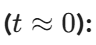 (t ≈ 0):